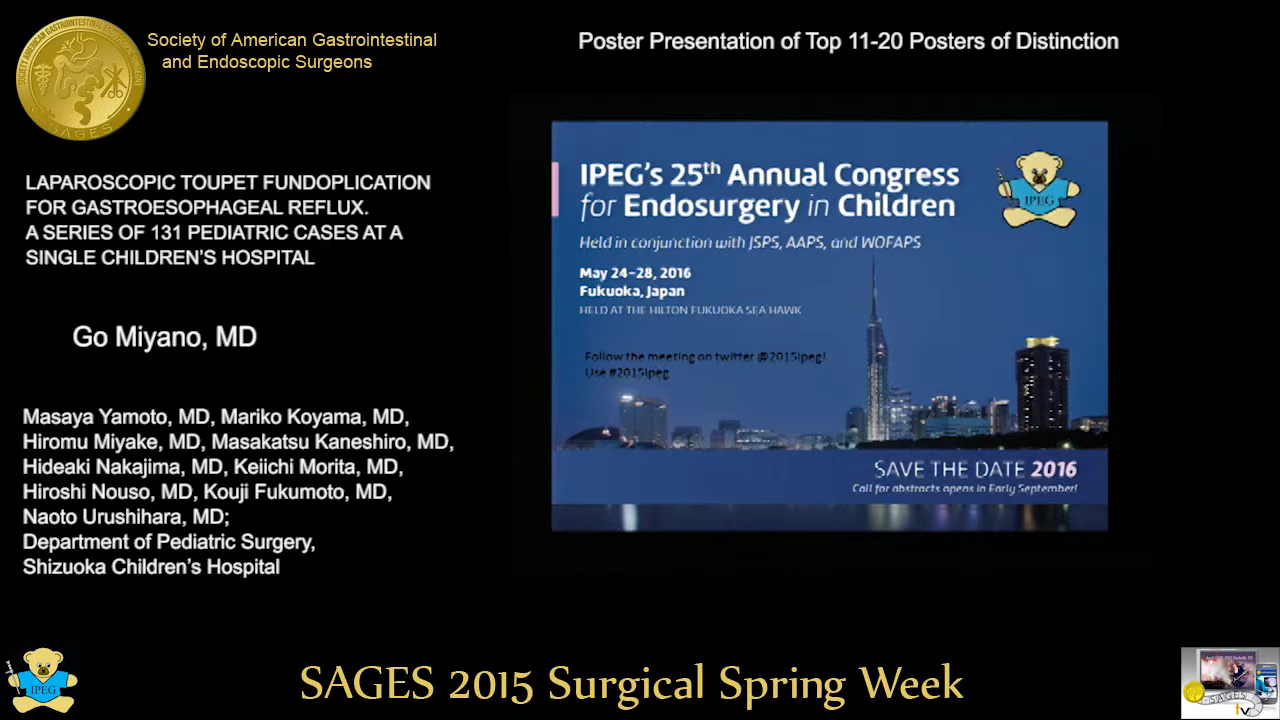 Society of American Gastrointestinal
and Endoscopic Surgeons
Poster Presentation of Top 11-20 Posters of Distinction
SAGES
LAPAROSCOPIC TOUPET FUNDOPLICATION
FOR GASTROESOPHAGEAL REFLUX.
A SERIES OF 131 PEDIATRIC CASES AT A
SINGLE CHILDREN'S HOSPITAL
Go Miyano, MD
Masaya Yamoto, MD, Mariko Koyama, MD,
Hiromu Miyake, MD, Masakatsu Kaneshiro, MD,
Hideaki Nakajima, MD, Keiichi Morita, MD,
Hiroshi Nouso, MD, Kouji Fukumoto, MD,
Naoto Urushihara, MD;
Department of Pediatric Surgery,
Shizuoka Children's Hospital
IPEG's 25th Annual Congress
for Endosurgery in Children
IPEG
Held in conjunction with JSPS, AAPS, and WOFAPS
May 24-28, 2016
Fukuoka, Japan
HELD AT THE HILTON FUKUOKA SEA HAWK
Follow the meeting on twitter @2015ipeg!
Use #2015ipeg
SAVE THE DATE 2016
Call for abstracts opens in Early September!
IPEG
SAGES 2015 Surgical Spring Week
SAGES
tv